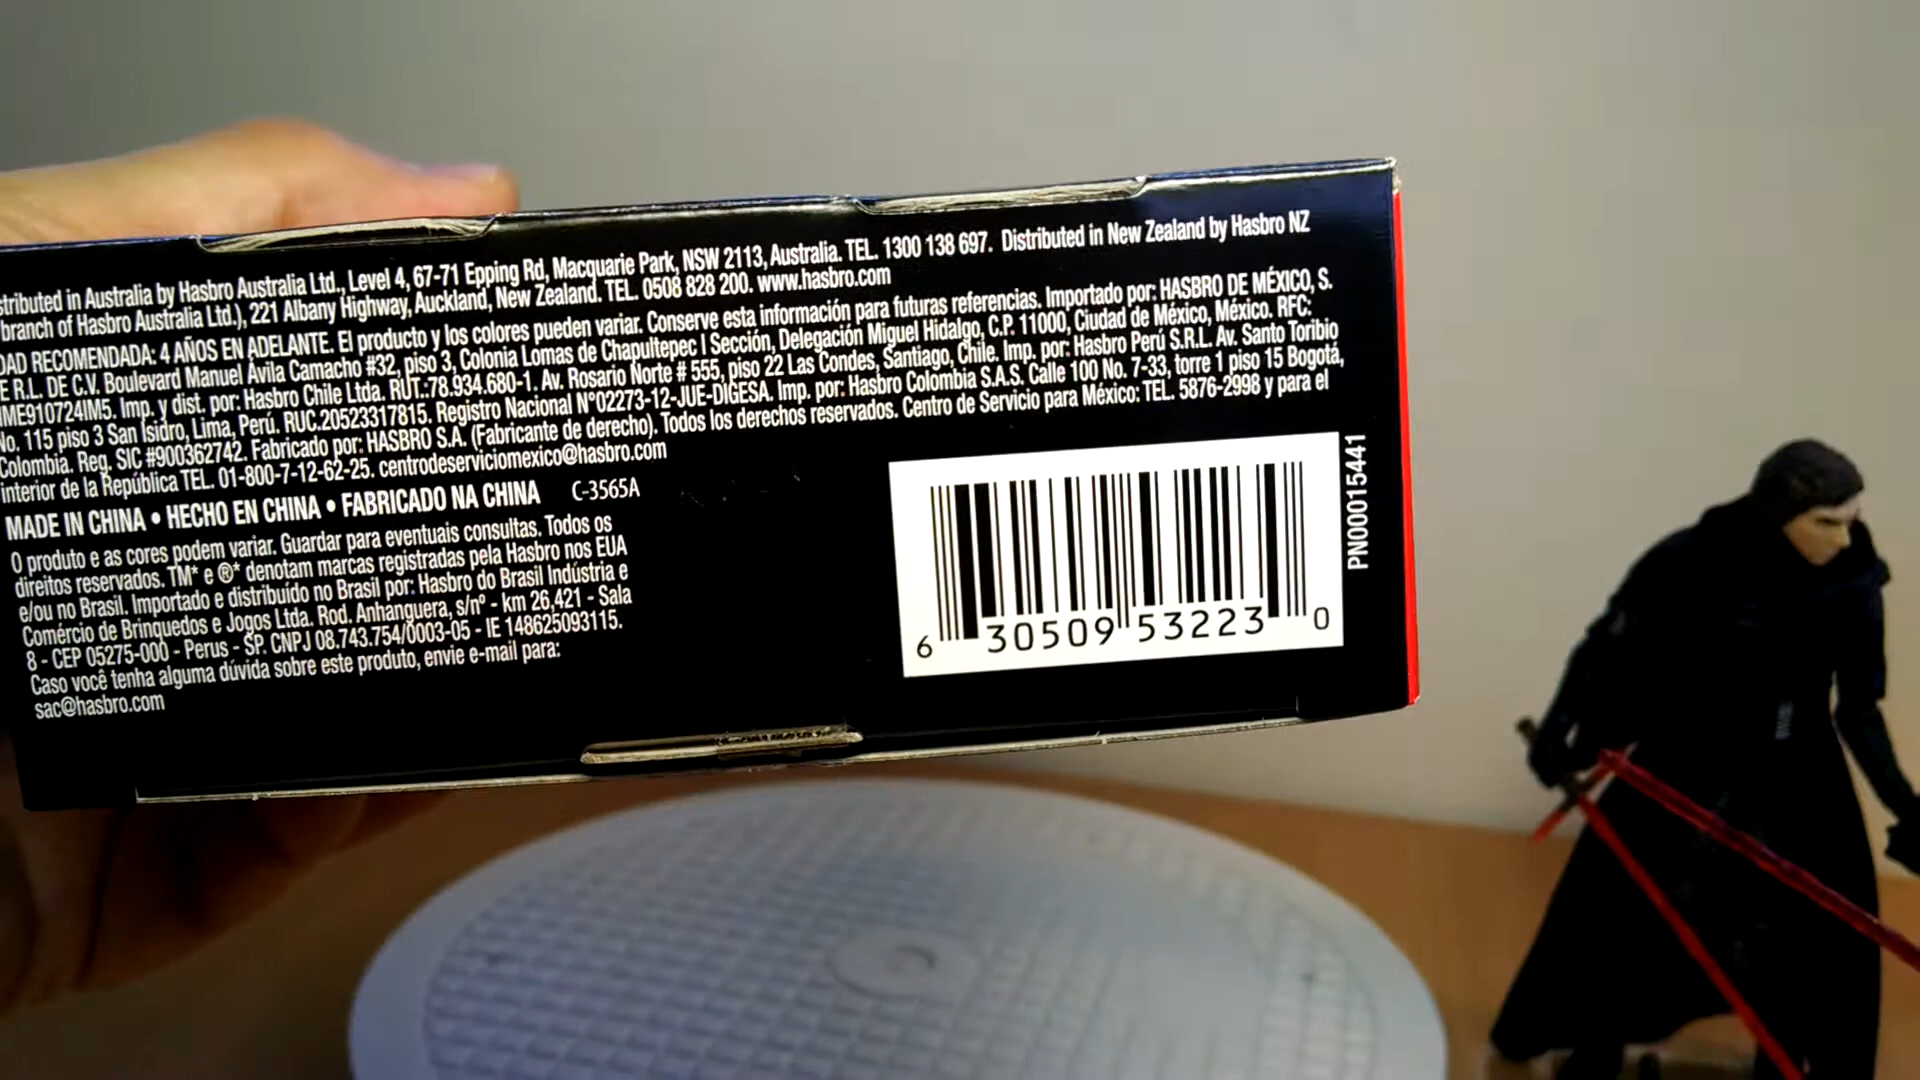 stributed in Australia by Hasbro Australia Ltd., Level 4, 67-71 Epping Rd, Macquarie Park, NSW 2113, Australia. TEL. 1300 138 697. Distributed in New Zealand by Hasbro NZ
branch of Hasbro Australia Ltd.), 221 Albany Highway, Auckland, New Zealand. TEL. 0508 828 200. www.hasbro.com
DAD RECOMENDADA: 4 AÑOS EN ADELANTE. El producto y los colores pueden variar. Conserve esta información para futuras referencias. Importado por: HASBRO DE MÉXICO, S.
E R.L. DE C.V. Boulevard Manuel Ávila Camacho #32, piso 3, Colonia Lomas de Chapultepec I Sección, Delegación Miguel Hidalgo, C.P. 11000, Ciudad de México, México. RFC:
IME910724IM5. Imp. y dist. por: Hasbro Chile Ltda. RUT.:78.934.680-1. Av. Rosario Norte # 555, piso 22 Las Condes, Santiago, Chile. Imp. por: Hasbro Perú S.R.L. Av. Santo Toribio
No. 115 piso 3 San Isidro, Lima, Perú. RUC.20523317815. Registro Nacional N°02273-12-JUE-DIGESA. Imp. por: Hasbro Colombia S.A.S. Calle 100 No. 7-33, torre 1 piso 15 Bogotá,
Colombia. Reg. SIC #900362742. Fabricado por: HASBRO S.A. (Fabricante de derecho). Todos los derechos reservados. Centro de Servicio para México: TEL. 5876-2998 y para el
interior de la República TEL. 01-800-7-12-62-25. centrodeserviciomexico@hasbro.com
MADE IN CHINA • HECHO EN CHINA • FABRICADO NA CHINA C-3565A
O produto e as cores podem variar. Guardar para eventuais consultas. Todos os
direitos reservados. TM* e ®* denotam marcas registradas pela Hasbro nos EUA
e/ou no Brasil. Importado e distribuído no Brasil por: Hasbro do Brasil Indústria e
Comércio de Brinquedos e Jogos Ltda. Rod. Anhanguera, s/nº - km 26,421 - Sala
8 - CEP 05275-000 - Perus - SP. CNPJ 08.743.754/0003-05 - IE 148625093115.
Caso você tenha alguma dúvida sobre este produto, envie e-mail para:
sac@hasbro.com
6 30509 53223 0
PN00015441